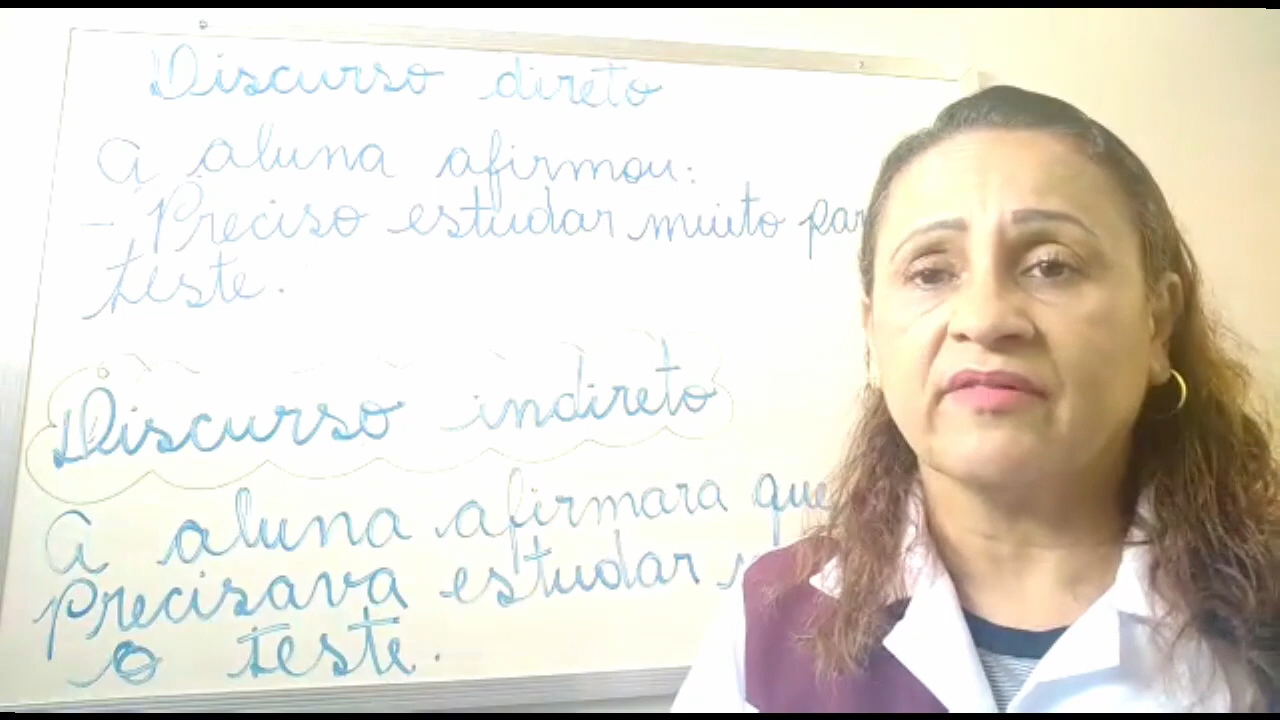 Discurso direto
A aluna afirmou:
- Preciso estudar muito par
teste.
Discurso indireto
A aluna afirmara que
precisava estudar
o teste.